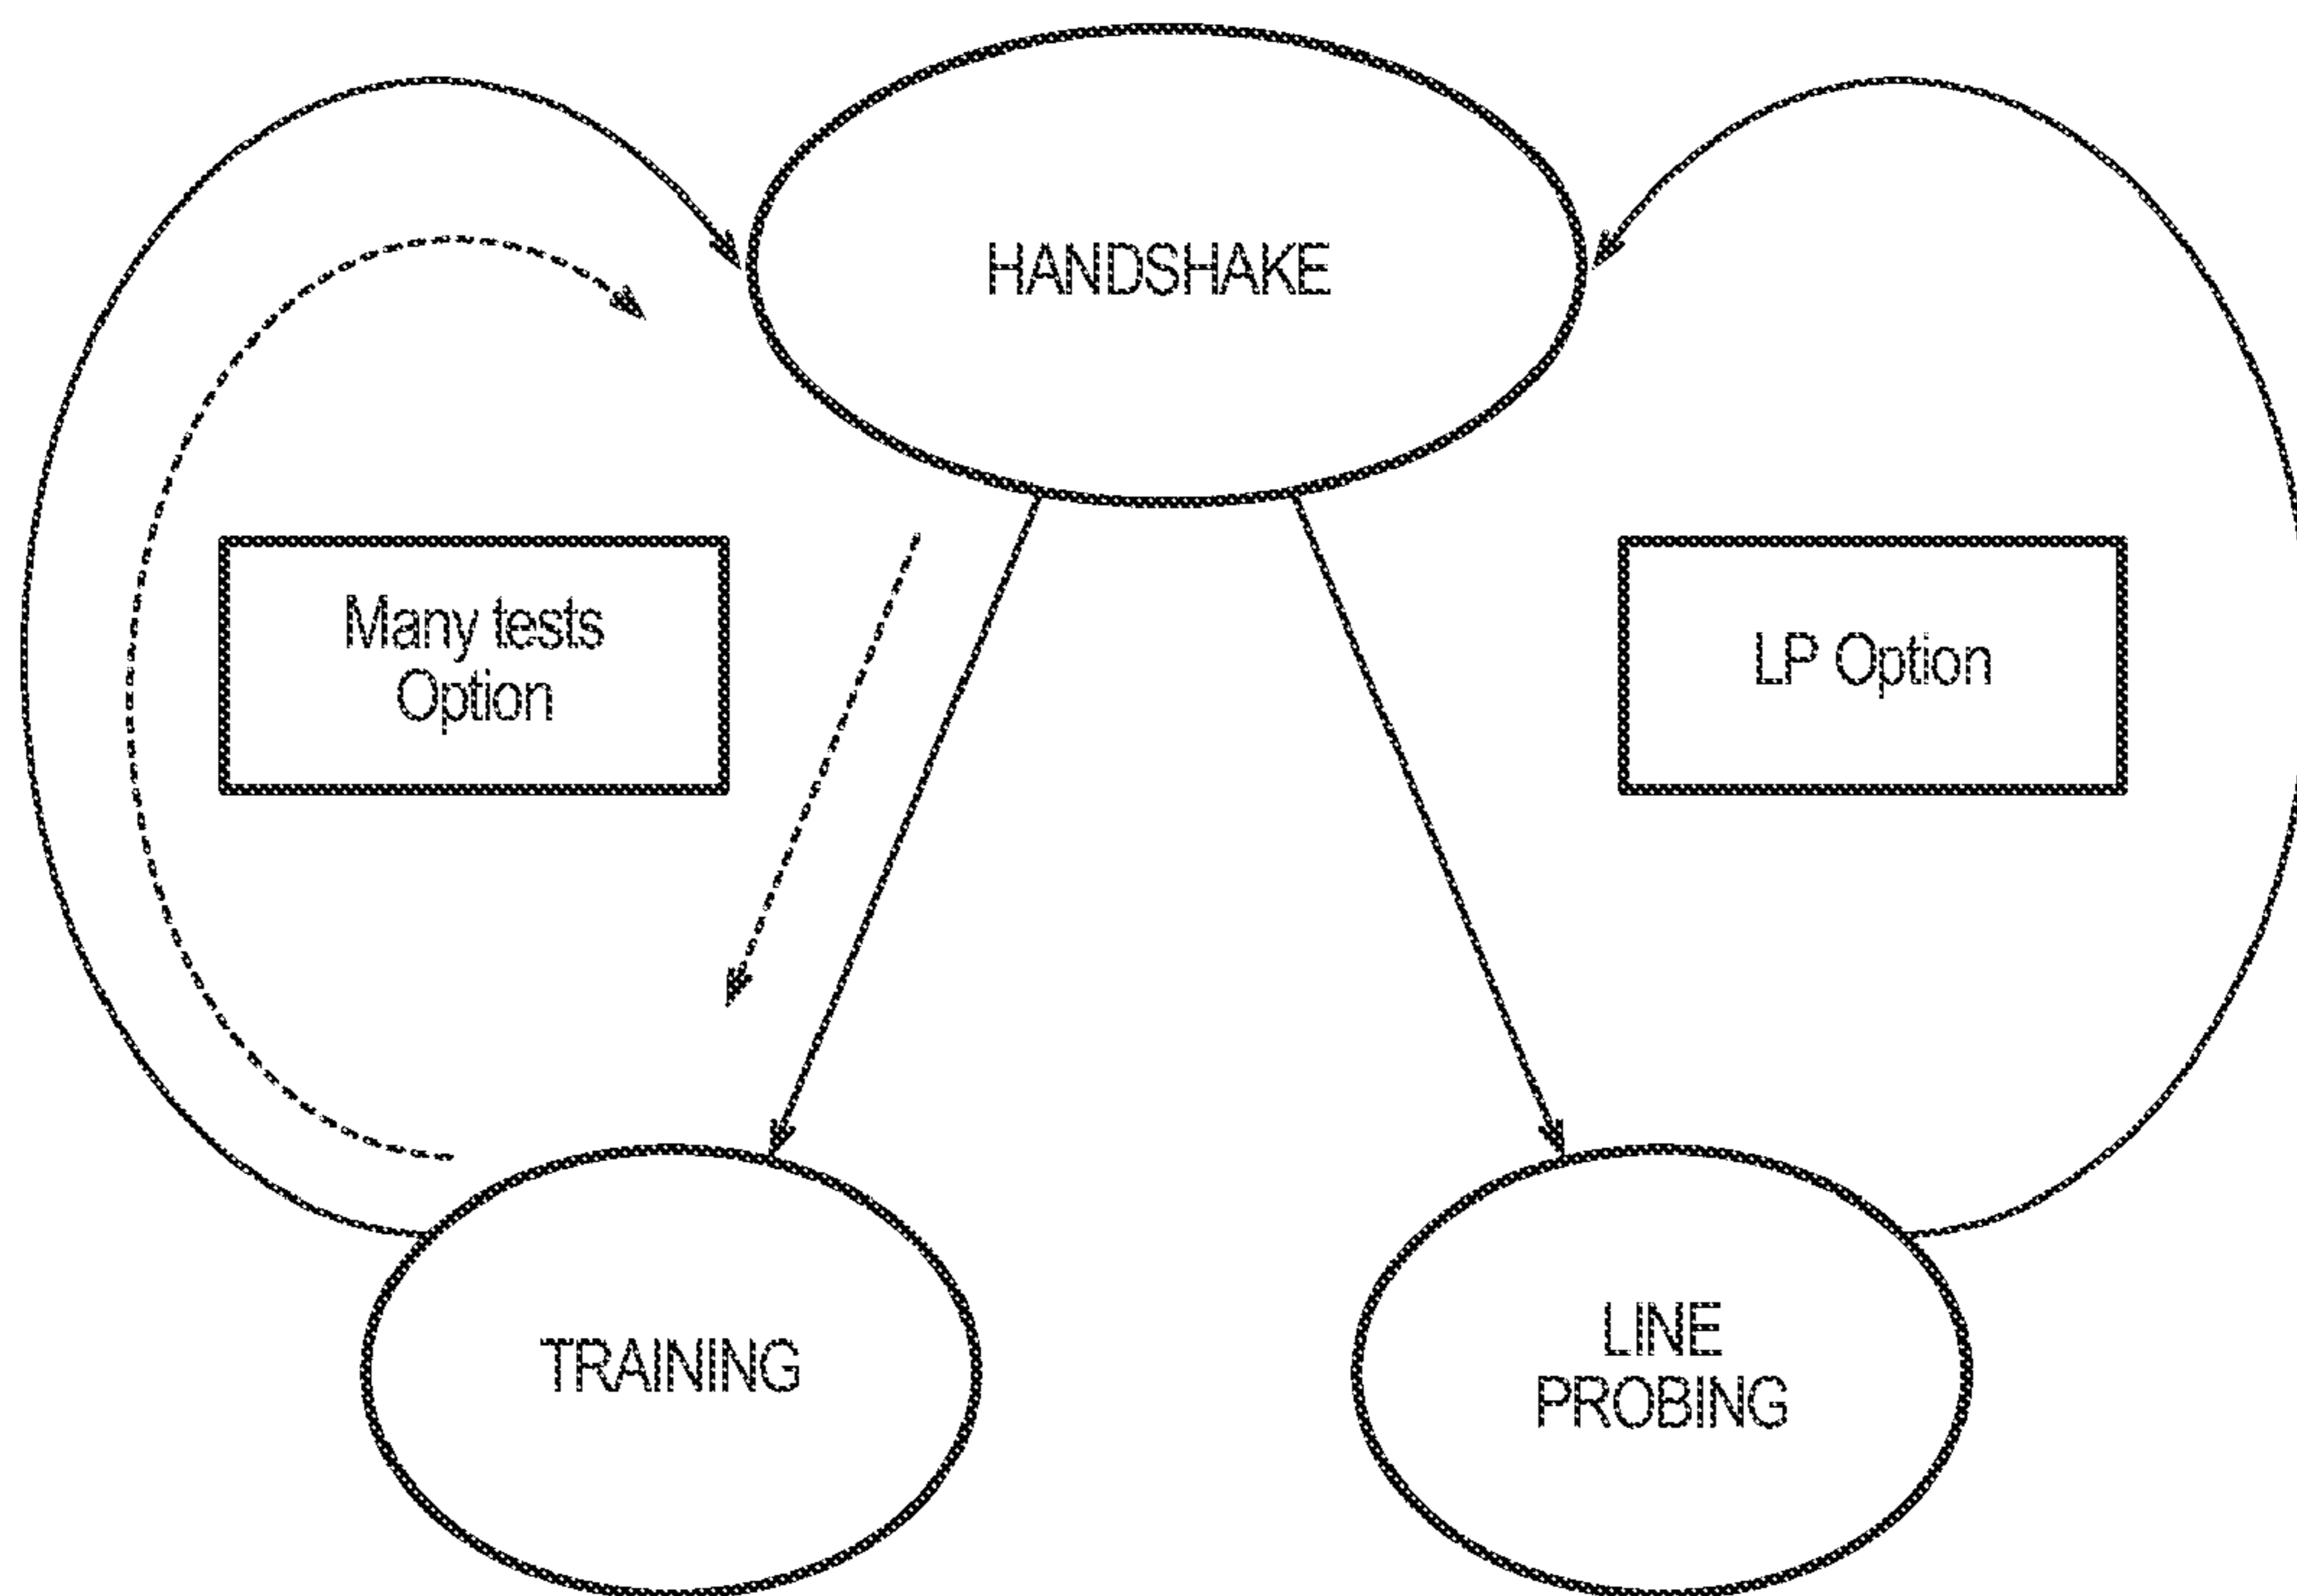 HANDSHAKE
Many tests
Option
LP Option
TRAINING
LINE
PROBING